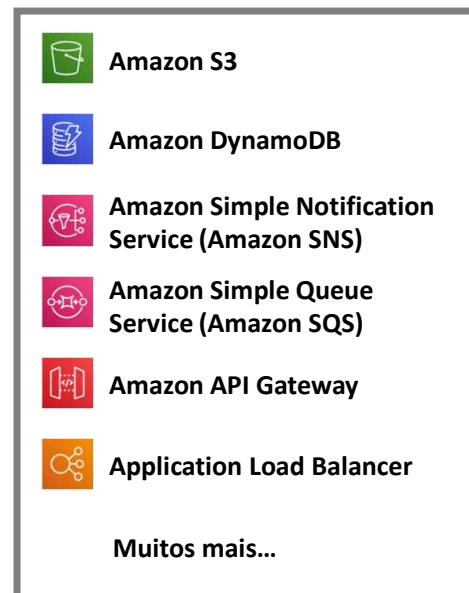 Amazon S3
Amazon DynamoDB
Amazon Simple Notification
Service (Amazon SNS)
Amazon Simple Queue
Service (Amazon SQS)
Amazon API Gateway
Application Load Balancer
Muitos mais…